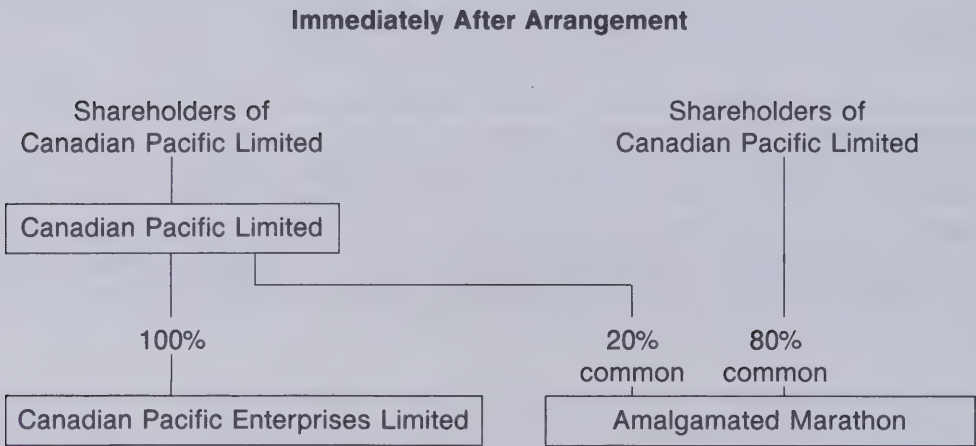 Immediately After Arrangement
Shareholders of
Canadian Pacific Limited
Shareholders of
Canadian Pacific Limited
Canadian Pacific Limited
100%
20%
common
80%
common
Canadian Pacific Enterprises Limited
Amalgamated Marathon